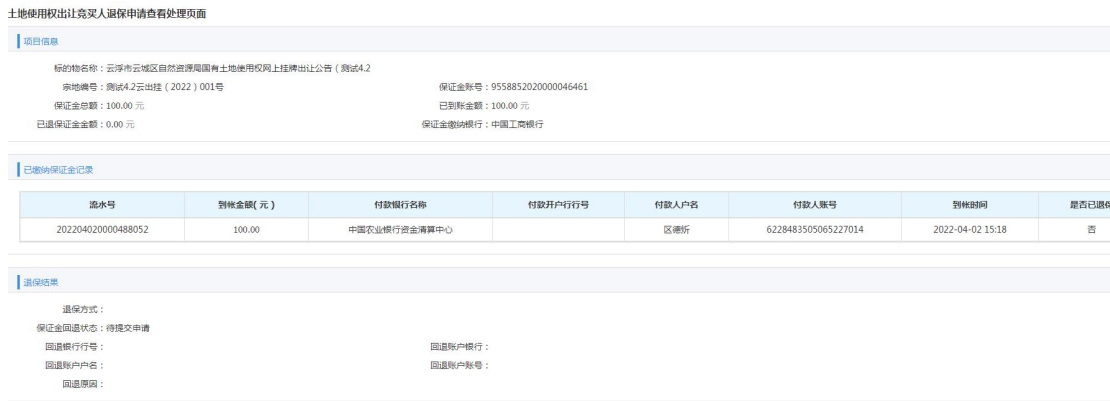 土地使用权出让竞买人退保申请查看处理页面
项目信息
标的物名称：云浮市云城区自然资源局国有土地使用权网上挂牌出让公告（测试4.2
宗地编号：测试4.2云出挂（2022）001号 保证金账号：9558852020000046461
保证金总额：100.00 元 已到账金额：100.00 元
已退保证金金额：0.00 元 保证金缴纳银行：中国工商银行
已缴纳保证金记录
流水号 到帐金额(元) 付款银行名称 付款开户行行号 付款人户名 付款人账号 到帐时间 是否已退保
202204020000488052 100.00 中国农业银行资金清算中心 区德炘 6228483505065227014 2022-04-02 15:18 否
退保结果
退保方式：
保证金回退状态：待提交申请
回退银行行号： 回退账户银行：
回退账户户名： 回退账户账号：
回退原因：